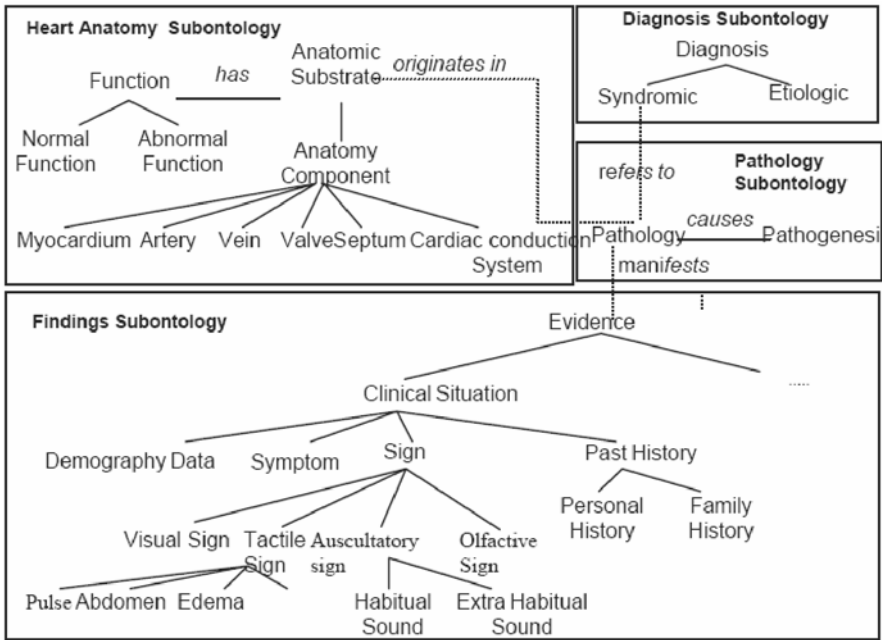 Heart Anatomy Subontology
Anatomic
Substrate
originates in
Function
has
Normal
Function
Abnormal
Function
Anatomy
Component
Myocardium Artery Vein Valve Septum Cardiac conduction
System
Diagnosis Subontology
Diagnosis
Syndromic
Etiologic
refers to
Pathology
Subontology
causes
Pathology
Pathogenesi
manifests
Findings Subontology
Evidence
.....
Clinical Situation
Demography Data
Symptom
Sign
Past History
Personal
History
Family
History
Visual Sign
Tactile
Sign
Auscultatory
sign
Olfactive
Sign
Pulse Abdomen Edema
Habitual
Sound
Extra Habitual
Sound